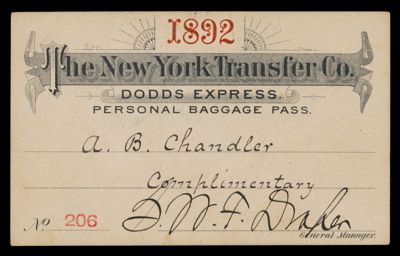 1892
The New York Transfer Co.
DODDS EXPRESS.
PERSONAL BAGGAGE PASS.
A. B. Chandler
Complimentary
No 206
General Manager.